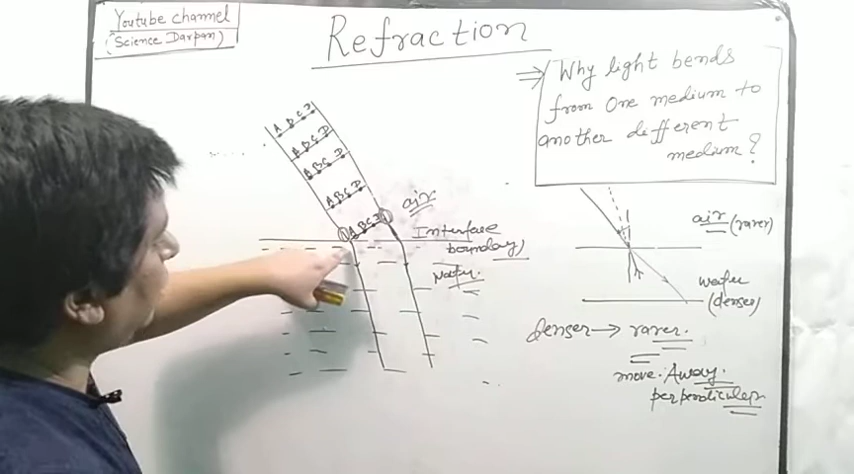 Youtube channel
(Science Darpan)
Refraction
⇒ Why light bends
from one medium to
another different
medium?
A B C D
A B C D
A B C D
A B C D
A B C D
air
Interface
boundary
Water
air (rarer)
water
(denser)
denser → rarer.
move. Away.
perpendicular